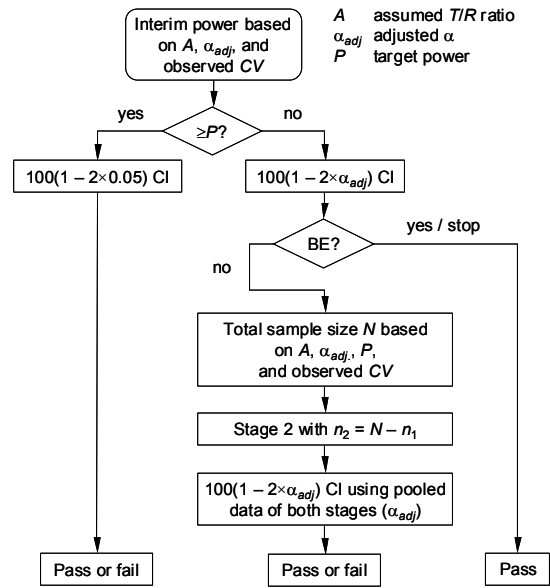 Interim power based
on A, αadj, and
observed CV
A assumed T/R ratio
αadj adjusted α
P target power
yes
≥P?
no
100(1 – 2×0.05) CI
100(1 – 2×αadj) CI
BE?
yes / stop
no
Total sample size N based
on A, αadj., P,
and observed CV
Stage 2 with n2 = N – n1
100(1 – 2×αadj) CI using pooled
data of both stages (αadj)
Pass or fail
Pass or fail
Pass